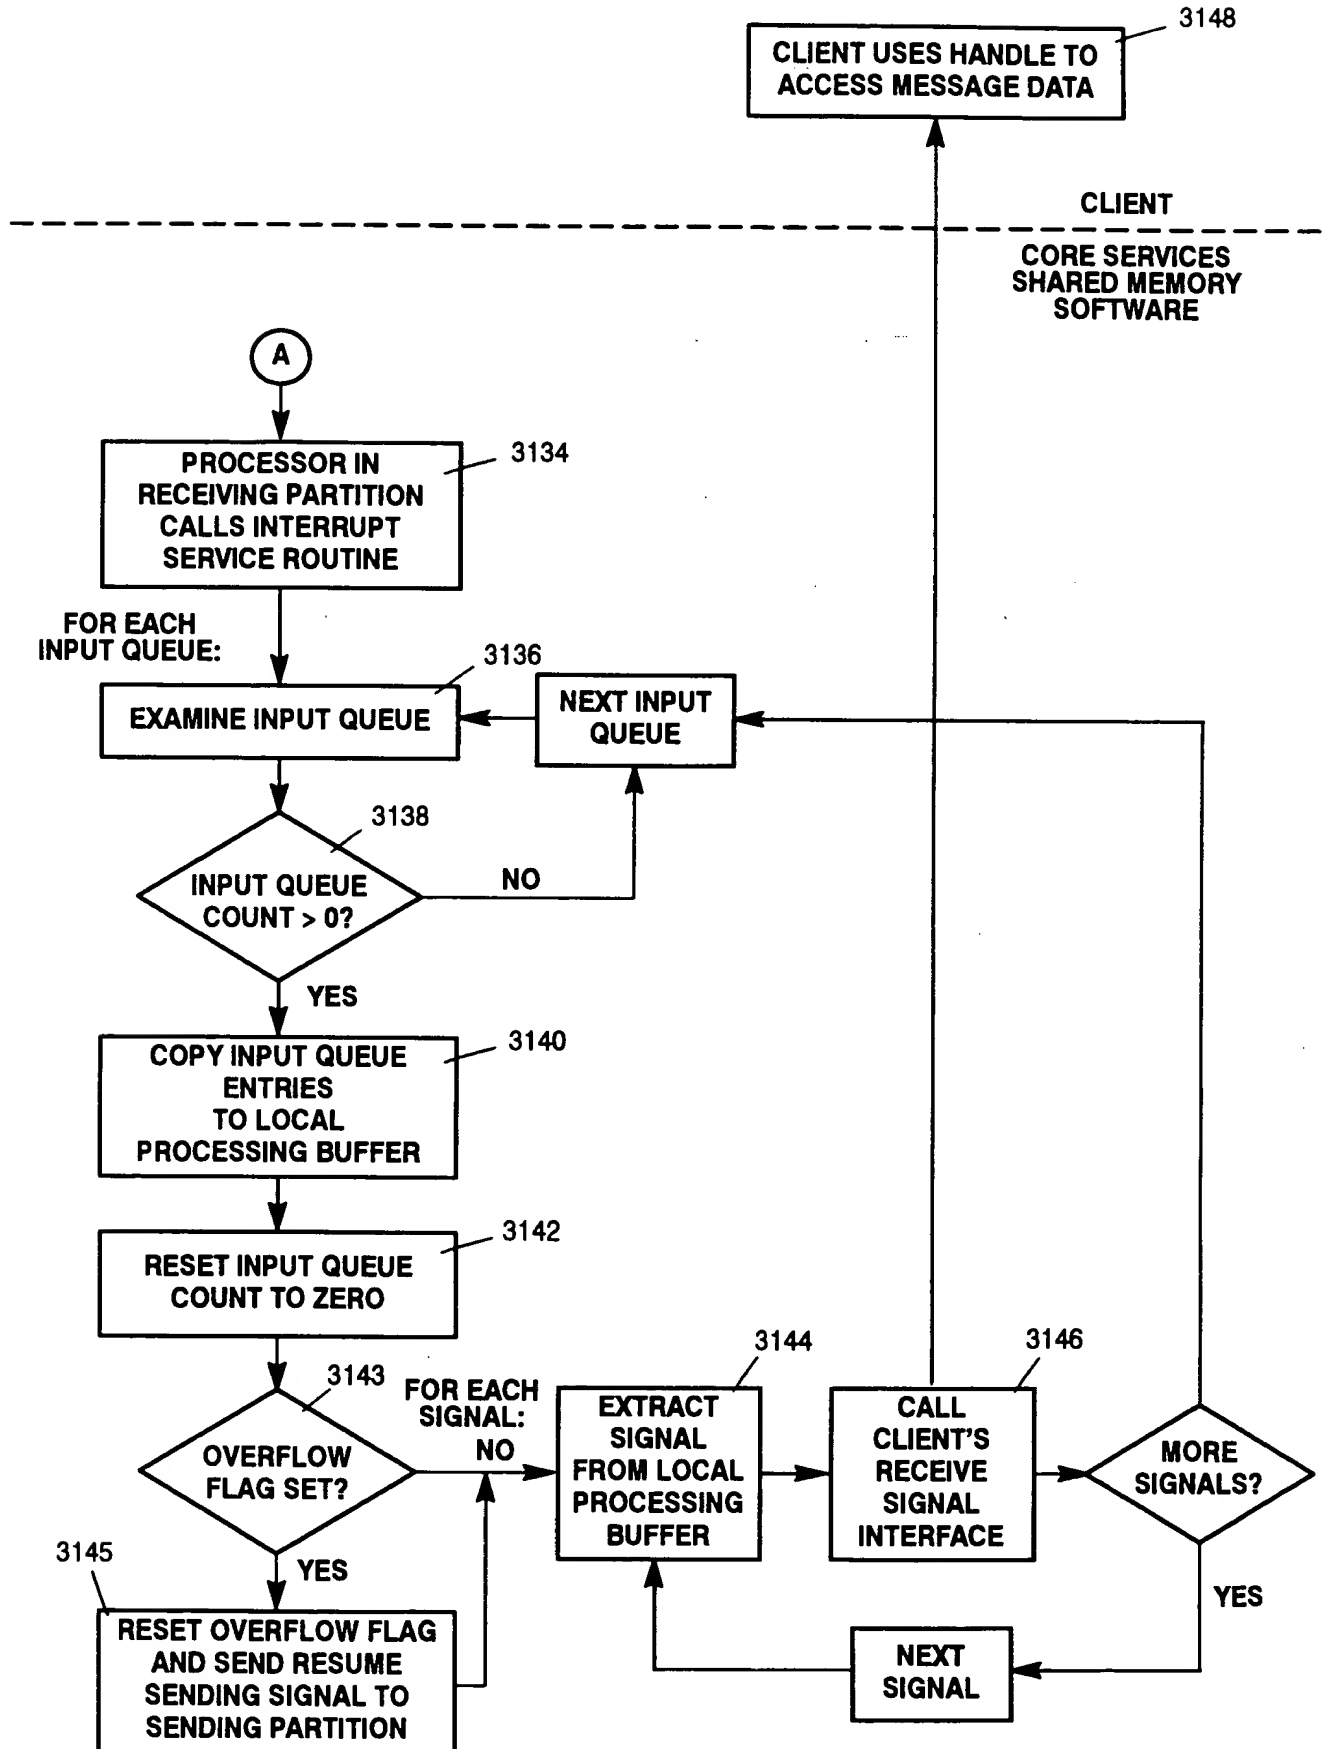 3148
CLIENT USES HANDLE TO
ACCESS MESSAGE DATA
CLIENT
CORE SERVICES
SHARED MEMORY
SOFTWARE
A
3134
PROCESSOR IN
RECEIVING PARTITION
CALLS INTERRUPT
SERVICE ROUTINE
FOR EACH
INPUT QUEUE:
3136
EXAMINE INPUT QUEUE
NEXT INPUT
QUEUE
3138
INPUT QUEUE
COUNT > 0?
NO
YES
3140
COPY INPUT QUEUE
ENTRIES
TO LOCAL
PROCESSING BUFFER
3142
RESET INPUT QUEUE
COUNT TO ZERO
3143
OVERFLOW
FLAG SET?
FOR EACH
SIGNAL:
NO
3144
EXTRACT
SIGNAL
FROM LOCAL
PROCESSING
BUFFER
3146
CALL
CLIENT'S
RECEIVE
SIGNAL
INTERFACE
MORE
SIGNALS?
YES
3145
YES
RESET OVERFLOW FLAG
AND SEND RESUME
SENDING SIGNAL TO
SENDING PARTITION
NEXT
SIGNAL